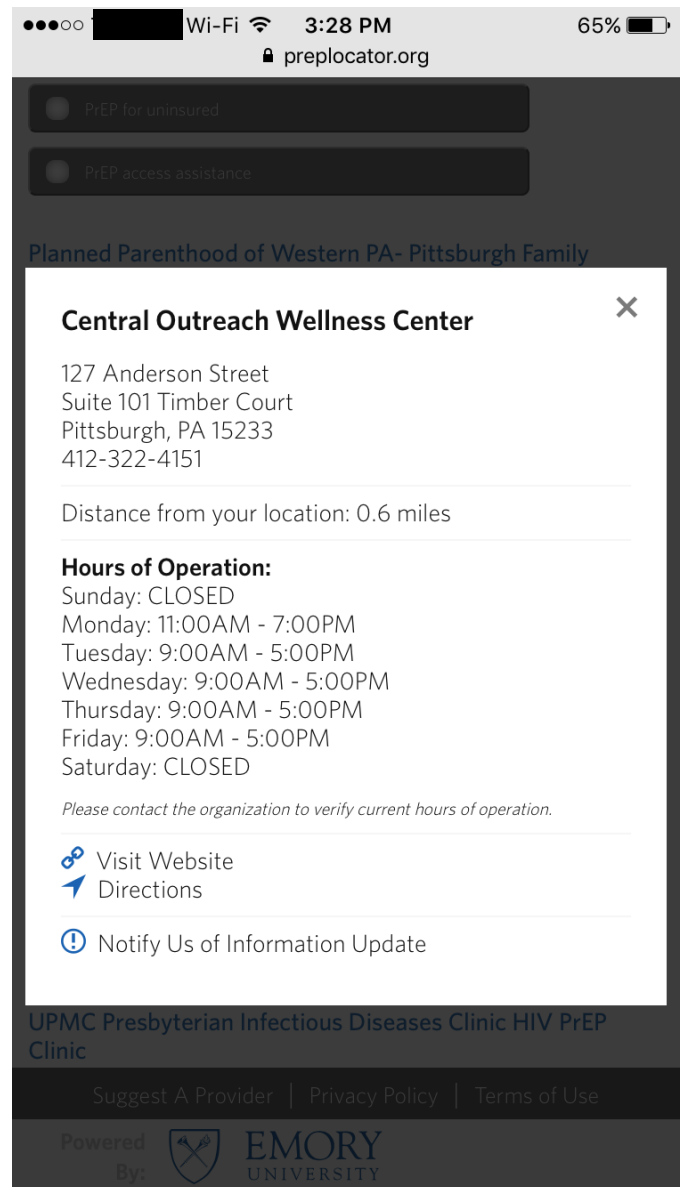 Wi-Fi 3:28 PM 65%
preplocator.org
PrEP for uninsured
PrEP access assistance
Planned Parenthood of Western PA- Pittsburgh Family
Central Outreach Wellness Center
127 Anderson Street
Suite 101 Timber Court
Pittsburgh, PA 15233
412-322-4151
Distance from your location: 0.6 miles
Hours of Operation:
Sunday: CLOSED
Monday: 11:00AM - 7:00PM
Tuesday: 9:00AM - 5:00PM
Wednesday: 9:00AM - 5:00PM
Thursday: 9:00AM - 5:00PM
Friday: 9:00AM - 5:00PM
Saturday: CLOSED
Please contact the organization to verify current hours of operation.
Visit Website
Directions
Notify Us of Information Update
UPMC Presbyterian Infectious Diseases Clinic HIV PrEP
Clinic
Suggest A Provider | Privacy Policy | Terms of Use
Powered
By:
EMORY
UNIVERSITY